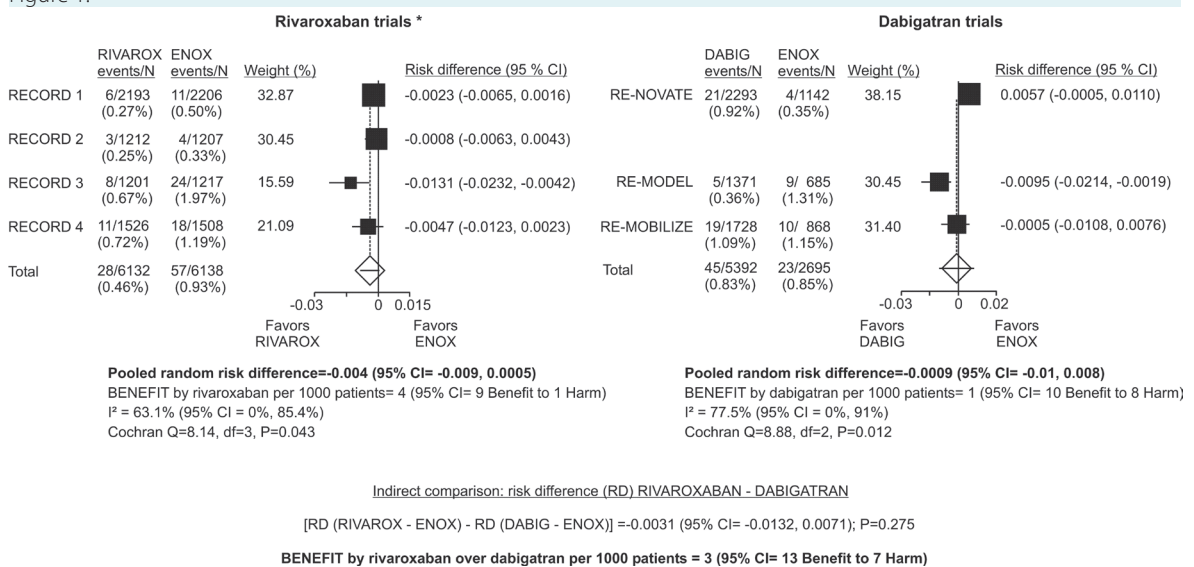 Rivaroxaban trials *
RIVAROX ENOX
events/N events/N Weight (%) Risk difference (95 % CI)
RECORD 1 6/2193 11/2206 32.87 -0.0023 (-0.0065, 0.0016)
(0.27%) (0.50%)
RECORD 2 3/1212 4/1207 30.45 -0.0008 (-0.0063, 0.0043)
(0.25%) (0.33%)
RECORD 3 8/1201 24/1217 15.59 -0.0131 (-0.0232, -0.0042)
(0.67%) (1.97%)
RECORD 4 11/1526 18/1508 21.09 -0.0047 (-0.0123, 0.0023)
(0.72%) (1.19%)
Total 28/6132 57/6138
(0.46%) (0.93%)
-0.03 0 0.015
Favors Favors
RIVAROX ENOX
Pooled random risk difference=-0.004 (95% CI= -0.009, 0.0005)
BENEFIT by rivaroxaban per 1000 patients= 4 (95% CI= 9 Benefit to 1 Harm)
I² = 63.1% (95% CI = 0%, 85.4%)
Cochran Q=8.14, df=3, P=0.043
Dabigatran trials
DABIG ENOX
events/N events/N Weight (%) Risk difference (95 % CI)
RE-NOVATE 21/2293 4/1142 38.15 0.0057 (-0.0005, 0.0110)
(0.92%) (0.35%)
RE-MODEL 5/1371 9/ 685 30.45 -0.0095 (-0.0214, -0.0019)
(0.36%) (1.31%)
RE-MOBILIZE 19/1728 10/ 868 31.40 -0.0005 (-0.0108, 0.0076)
(1.09%) (1.15%)
Total 45/5392 23/2695
(0.83%) (0.85%)
-0.03 0 0.02
Favors Favors
DABIG ENOX
Pooled random risk difference=-0.0009 (95% CI= -0.01, 0.008)
BENEFIT by dabigatran per 1000 patients= 1 (95% CI= 10 Benefit to 8 Harm)
I² = 77.5% (95% CI = 0%, 91%)
Cochran Q=8.88, df=2, P=0.012
Indirect comparison: risk difference (RD) RIVAROXABAN - DABIGATRAN
[RD (RIVAROX - ENOX) - RD (DABIG - ENOX)] =-0.0031 (95% CI= -0.0132, 0.0071); P=0.275
BENEFIT by rivaroxaban over dabigatran per 1000 patients = 3 (95% CI= 13 Benefit to 7 Harm)